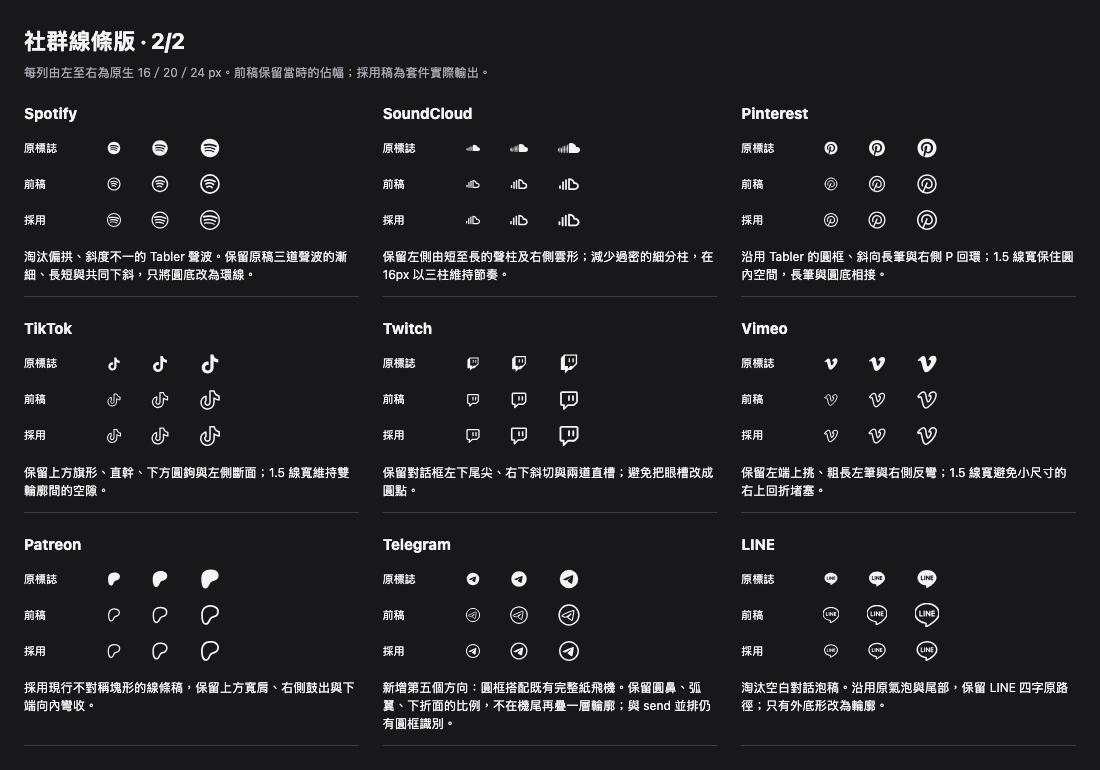 社群線條版 · 2/2
每列由左至右為原生 16 / 20 / 24 px。前稿保留當時的佔幅；採用稿為套件實際輸出。
Spotify
原標誌
前稿
採用
淘汰偏拱、斜度不一的 Tabler 聲波。保留原稿三道聲波的漸
細、長短與共同下斜，只將圓底改為環線。
SoundCloud
原標誌
前稿
採用
保留左側由短至長的聲柱及右側雲形；減少過密的細分柱，在
16px 以三柱維持節奏。
Pinterest
原標誌
前稿
採用
沿用 Tabler 的圓框、斜向長筆與右側 P 回環；1.5 線寬保住圓
內空間，長筆與圓底相接。
TikTok
原標誌
前稿
採用
保留上方旗形、直幹、下方圓鉤與左側斷面；1.5 線寬維持雙
輪廓間的空隙。
Twitch
原標誌
前稿
採用
保留對話框左下尾尖、右下斜切與兩道直槽；避免把眼槽改成
圓點。
Vimeo
原標誌
前稿
採用
保留左端上挑、粗長左筆與右側反彎；1.5 線寬避免小尺寸的
右上回折堵塞。
Patreon
原標誌
前稿
採用
採用現行不對稱塊形的線條稿，保留上方寬肩、右側鼓出與下
端向內彎收。
Telegram
原標誌
前稿
採用
新增第五個方向：圓框搭配既有完整紙飛機。保留圓鼻、弧
翼、下折面的比例，不在機尾再疊一層輪廓；與 send 並排仍
有圓框識別。
LINE
原標誌 LINE LINE LINE
前稿 LINE LINE LINE
採用 LINE LINE LINE
淘汰空白對話泡稿。沿用原氣泡與尾部，保留 LINE 四字原路
徑；只有外底形改為輪廓。